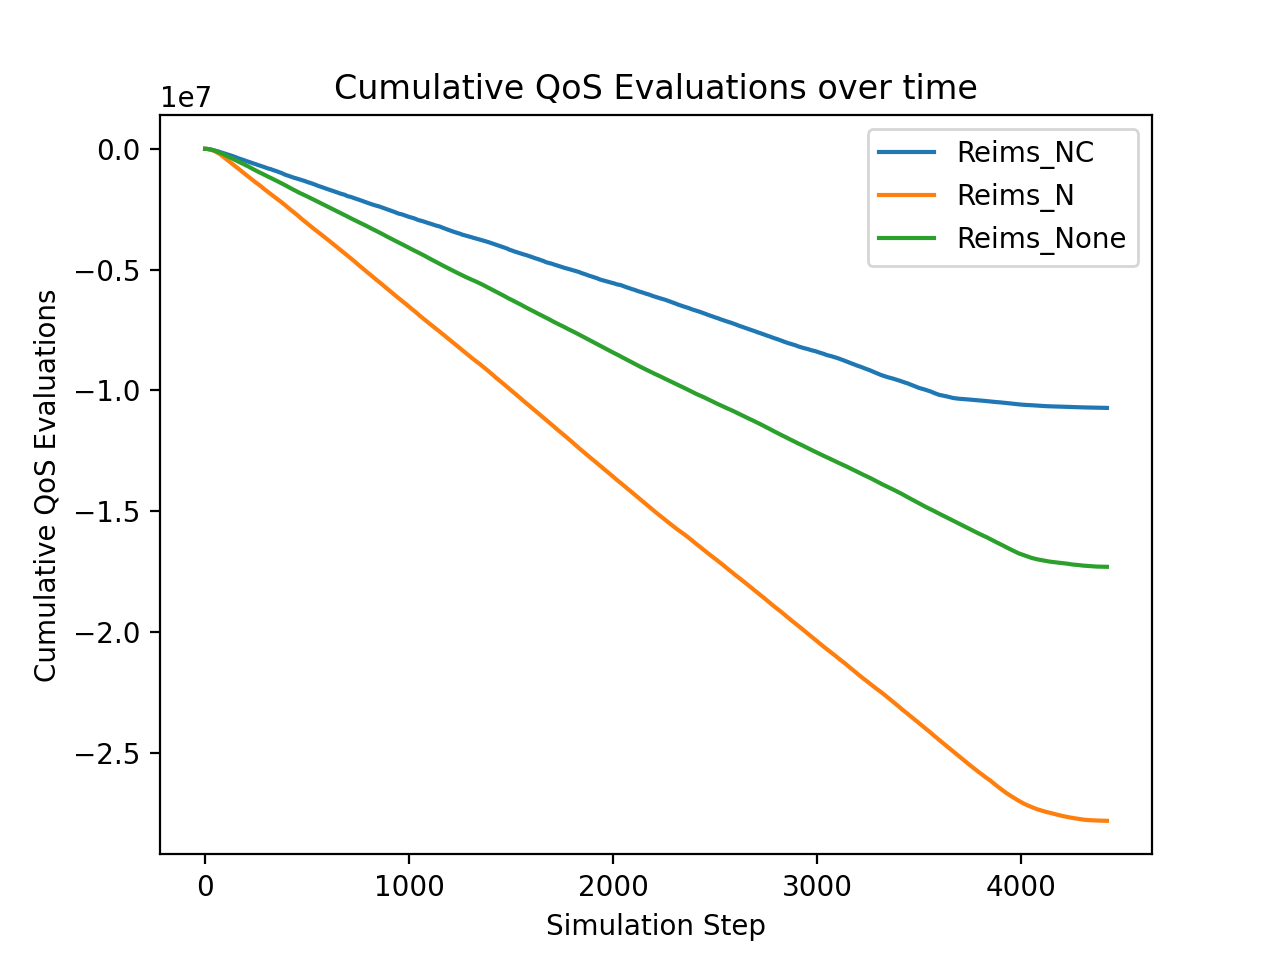 Cumulative QoS Evaluations over time
1e7
Reims_NC
Reims_N
Reims_None
0.0
−0.5
−1.0
−1.5
−2.0
−2.5
Cumulative QoS Evaluations
0 1000 2000 3000 4000
Simulation Step